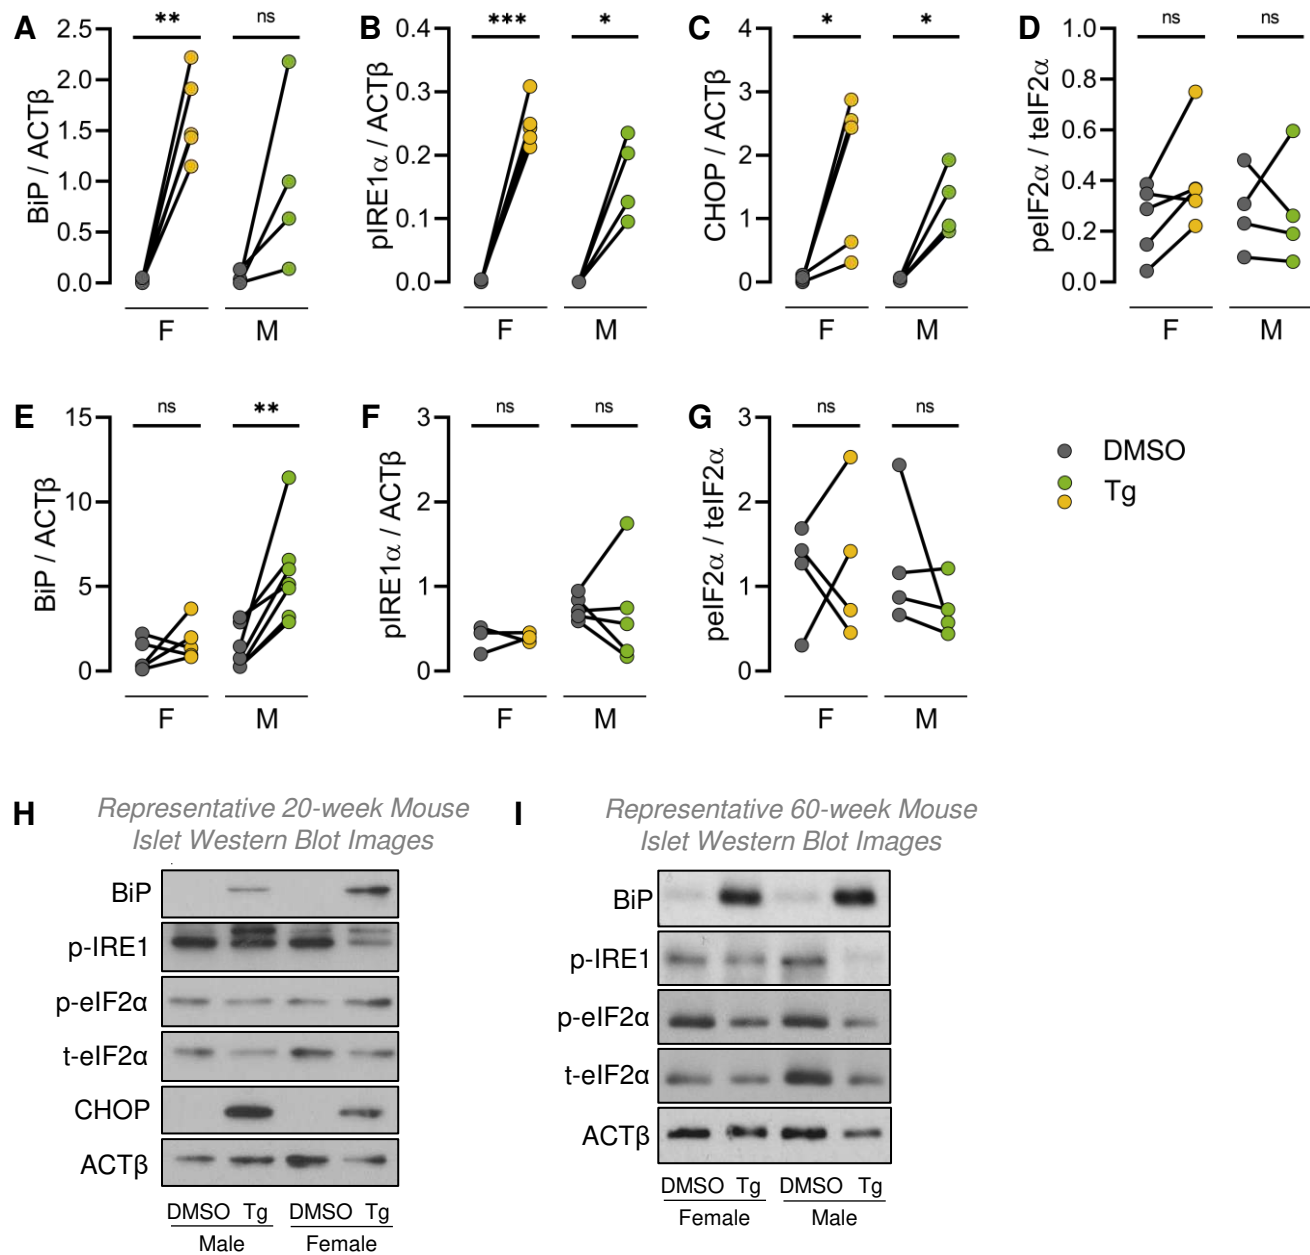 A
BiP / ACTβ
2.5
2.0
1.5
1.0
0.5
0.0
**
ns
F
M
B
pIRE1α / ACTβ
0.4
0.3
0.2
0.1
0.0
***
*
F
M
C
CHOP / ACTβ
4
3
2
1
0
*
*
F
M
D
peIF2α / teIF2α
1.0
0.8
0.6
0.4
0.2
0.0
ns
ns
F
M
E
BiP / ACTβ
15
10
5
0
ns
**
F
M
F
pIRE1α / ACTβ
3
2
1
0
ns
ns
F
M
G
peIF2α / teIF2α
3
2
1
0
ns
ns
F
M
DMSO
Tg
H
Representative 20-week Mouse
Islet Western Blot Images
BiP
p-IRE1
p-eIF2α
t-eIF2α
CHOP
ACTβ
DMSO Tg DMSO Tg
Male Female
I
Representative 60-week Mouse
Islet Western Blot Images
BiP
p-IRE1
p-eIF2α
t-eIF2α
ACTβ
DMSO Tg DMSO Tg
Female Male